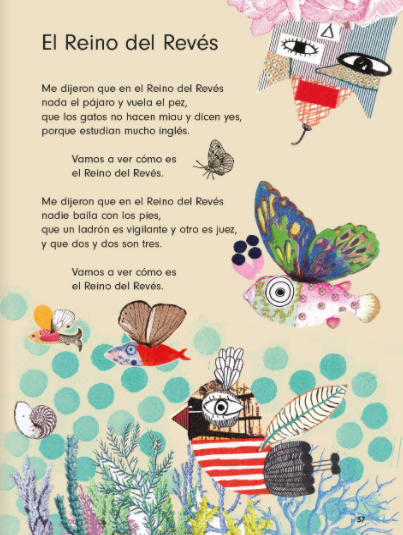 El Reino del Revés
Me dijeron que en el Reino del Revés
nada el pájaro y vuela el pez,
que los gatos no hacen miau y dicen yes,
porque estudian mucho inglés.
Vamos a ver cómo es
el Reino del Revés.
Me dijeron que en el Reino del Revés
nadie baila con los pies,
que un ladrón es vigilante y otro es juez,
y que dos y dos son tres.
Vamos a ver cómo es
el Reino del Revés.
37